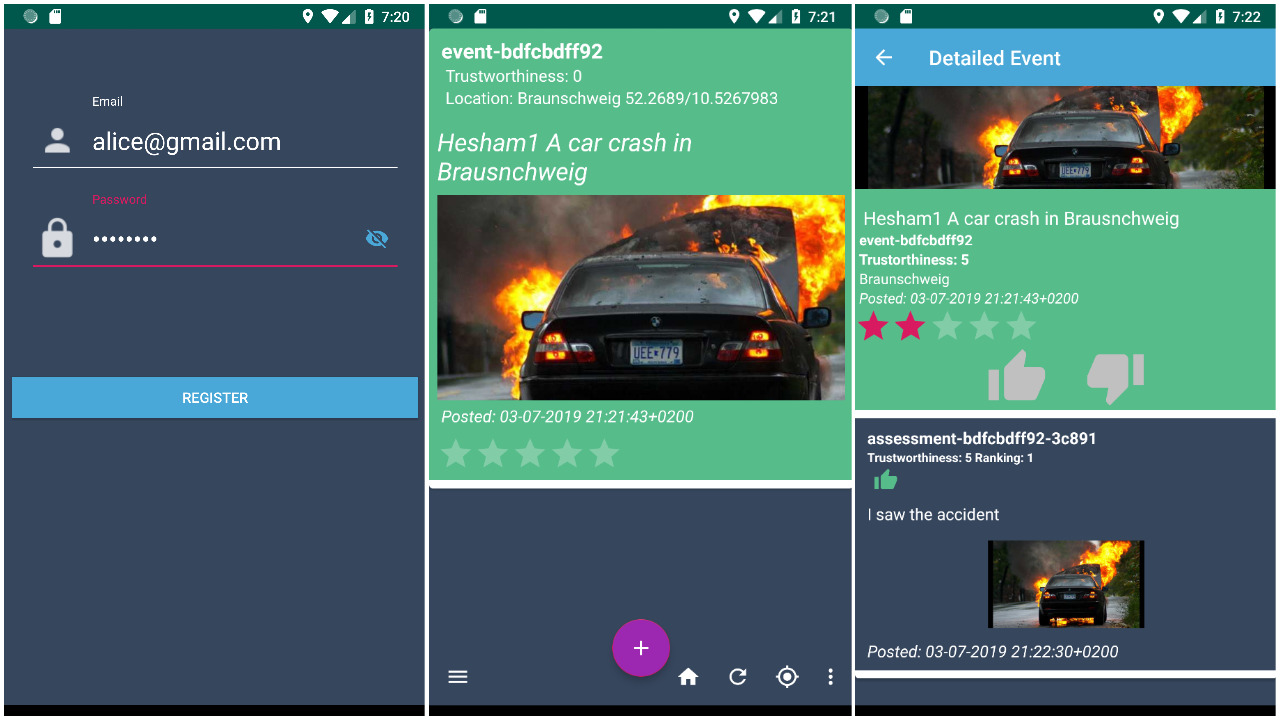 7:20
Email
alice@gmail.com
Password
••••••••
REGISTER
7:21
event-bdfcbdff92
Trustworthiness: 0
Location: Braunschweig 52.2689/10.5267983
Hesham1 A car crash in
Brausnchweig
UEE 779
Posted: 03-07-2019 21:21:43+0200
7:22
Detailed Event
UEE 779
Hesham1 A car crash in Brausnchweig
event-bdfcbdff92
Trustorthiness: 5
Braunschweig
Posted: 03-07-2019 21:21:43+0200
assessment-bdfcbdff92-3c891
Trustworthiness: 5 Ranking: 1
I saw the accident
Posted: 03-07-2019 21:22:30+0200